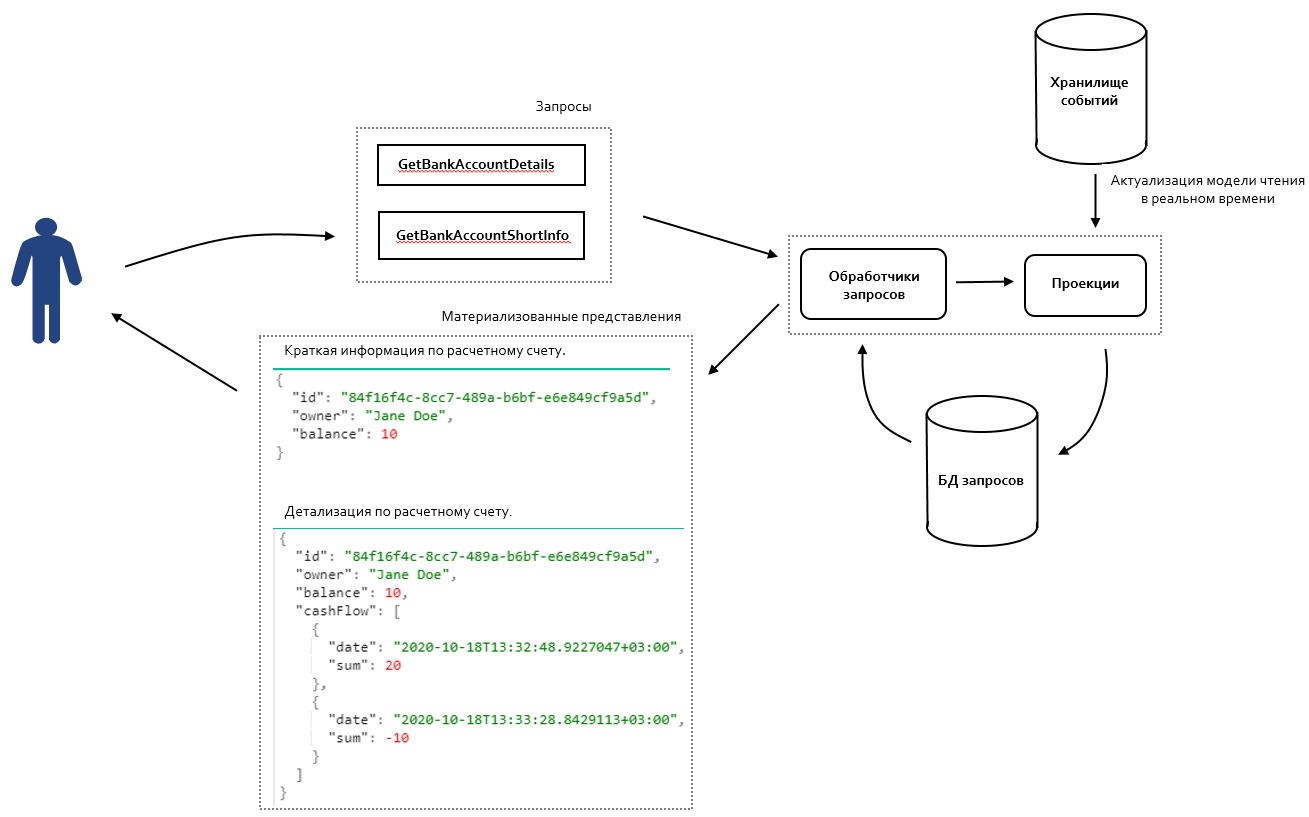 Хранилище
событий
Запросы
GetBankAccountDetails
GetBankAccountShortInfo
Актуализация модели чтения
в реальном времени
Обработчики
запросов
Проекции
БД запросов
Материализованные представления
Краткая информация по расчетному счету.
{
"id": "84f16f4c-8cc7-489a-b6bf-e6e849cf9a5d",
"owner": "Jane Doe",
"balance": 10
}
Детализация по расчетному счету.
{
"id": "84f16f4c-8cc7-489a-b6bf-e6e849cf9a5d",
"owner": "Jane Doe",
"balance": 10,
"cashFlow": [
{
"date": "2020-10-18T13:32:48.9227047+03:00",
"sum": 20
},
{
"date": "2020-10-18T13:33:28.8429113+03:00",
"sum": -10
}
]
}